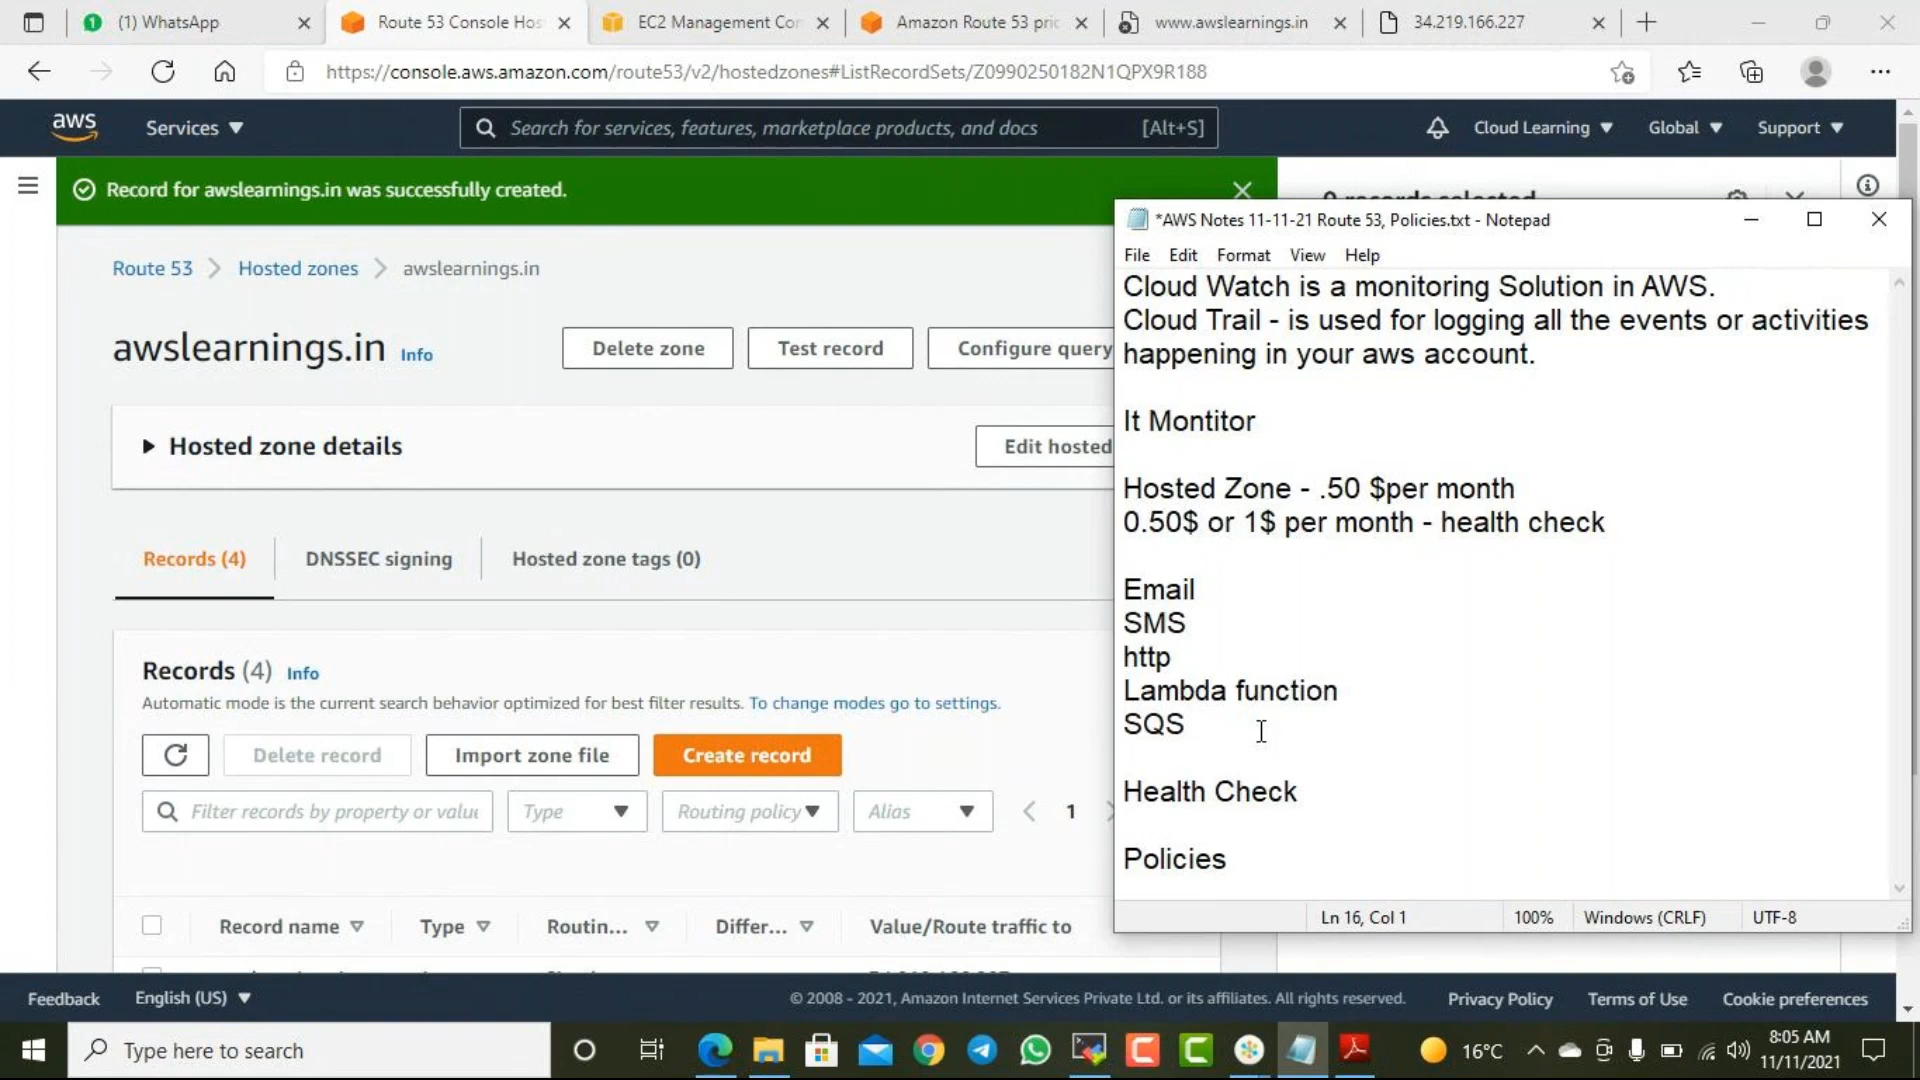 (1) WhatsApp
Route 53 Console Hos
EC2 Management Con
Amazon Route 53 pric
www.awslearnings.in
34.219.166.227
https://console.aws.amazon.com/route53/v2/hostedzones#ListRecordSets/Z0990250182N1QPX9R188
aws
Services
Search for services, features, marketplace products, and docs
[Alt+S]
Cloud Learning
Global
Support
Record for awslearnings.in was successfully created.
0 records selected
*AWS Notes 11-11-21 Route 53, Policies.txt - Notepad
File Edit Format View Help
Cloud Watch is a monitoring Solution in AWS.
Cloud Trail - is used for logging all the events or activities
happening in your aws account.
It Montitor
Hosted Zone - .50 $per month
0.50$ or 1$ per month - health check
Email
SMS
http
Lambda function
SQS
Health Check
Policies
Ln 16, Col 1
100%
Windows (CRLF)
UTF-8
Route 53 > Hosted zones > awslearnings.in
awslearnings.in Info
Delete zone
Test record
Configure query
Hosted zone details
Edit hosted
Records (4)
DNSSEC signing
Hosted zone tags (0)
Records (4) Info
Automatic mode is the current search behavior optimized for best filter results. To change modes go to settings.
Delete record
Import zone file
Create record
Filter records by property or value
Type
Routing policy
Alias
1
Record name
Type
Routin...
Differ...
Value/Route traffic to
Feedback
English (US)
© 2008 - 2021, Amazon Internet Services Private Ltd. or its affiliates. All rights reserved.
Privacy Policy
Terms of Use
Cookie preferences
Type here to search
16°C
8:05 AM
11/11/2021